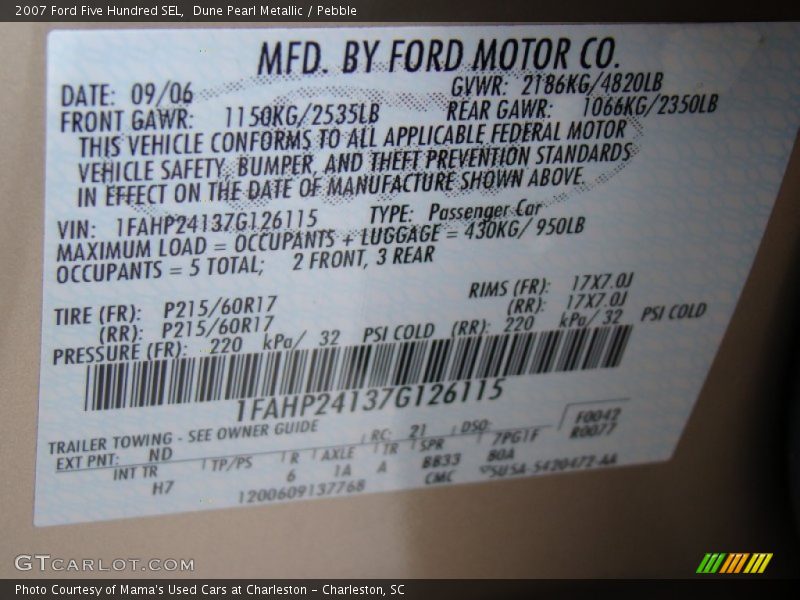 2007 Ford Five Hundred SEL, Dune Pearl Metallic / Pebble
MFD. BY FORD MOTOR CO.
DATE: 09/06 GVWR: 2186KG/4820LB
FRONT GAWR: 1150KG/2535LB REAR GAWR: 1066KG/2350LB
THIS VEHICLE CONFORMS TO ALL APPLICABLE FEDERAL MOTOR
VEHICLE SAFETY, BUMPER, AND THEFT PREVENTION STANDARDS
IN EFFECT ON THE DATE OF MANUFACTURE SHOWN ABOVE.
VIN: 1FAHP24137G126115 TYPE: Passenger Car
MAXIMUM LOAD = OCCUPANTS + LUGGAGE = 430KG/ 950LB
OCCUPANTS = 5 TOTAL; 2 FRONT, 3 REAR
TIRE (FR): P215/60R17 RIMS (FR): 17X7.0J
(RR): P215/60R17 (RR): 17X7.0J
PRESSURE (FR): 220 kPa/ 32 PSI COLD (RR): 220 kPa/ 32 PSI COLD
1FAHP24137G126115
TRAILER TOWING - SEE OWNER GUIDE RC: 21 DSO: F0042
EXT PNT: ND R0077
INT TR TP/PS R AXLE TR SPR 7PG1F
H7 6 1A A BB33 80A
1200609137768 CMC 5U5A-5420472-AA
GTCARLOT.COM
Photo Courtesy of Mama's Used Cars at Charleston – Charleston, SC